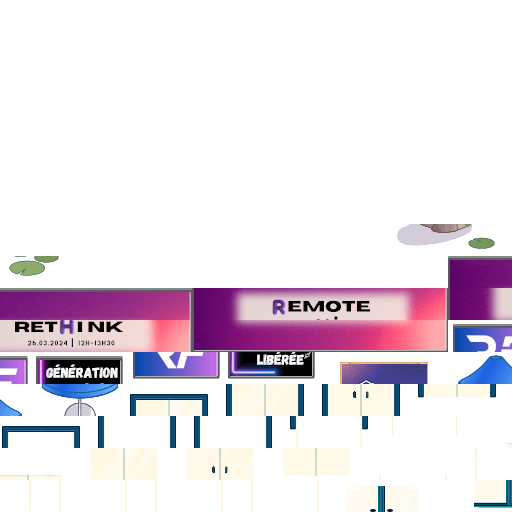 REMOTE
RETHINK
26.03.2024 | 12H-13H30
LIBÉRÉE
GÉNÉRATION